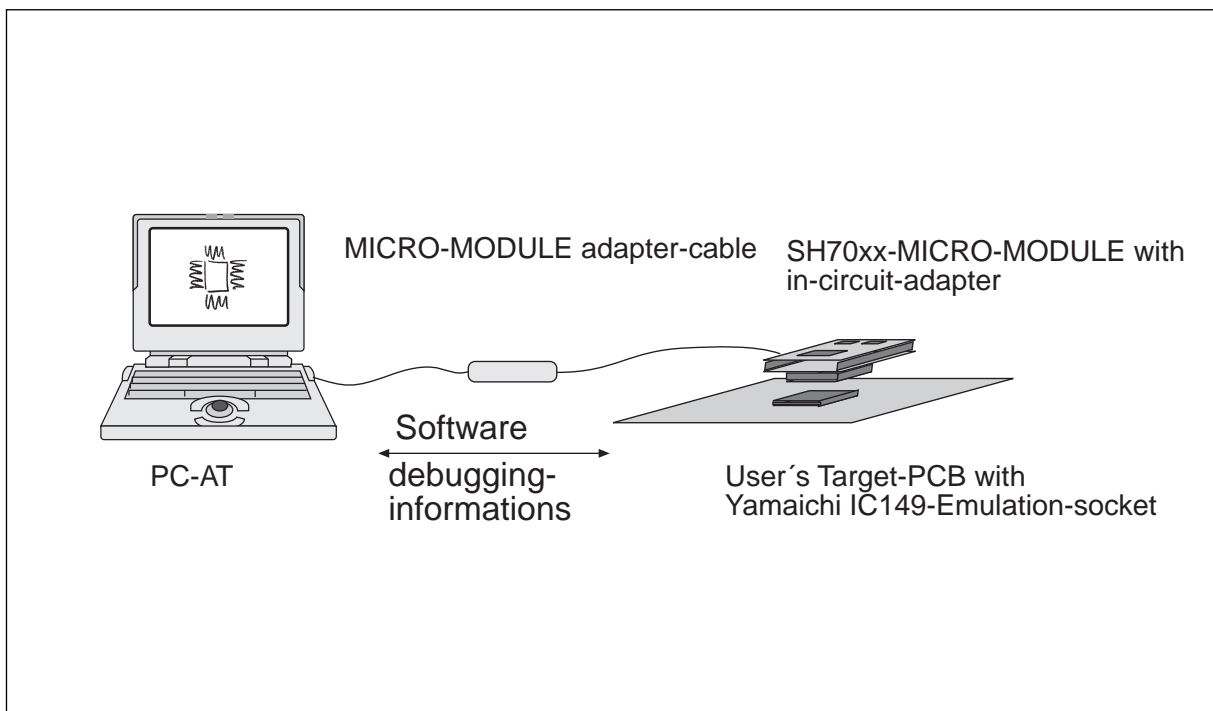 MICRO-MODULE adapter-cable
SH70xx-MICRO-MODULE with
in-circuit-adapter
Software
debugging-
informations
PC-AT
User´s Target-PCB with
Yamaichi IC149-Emulation-socket